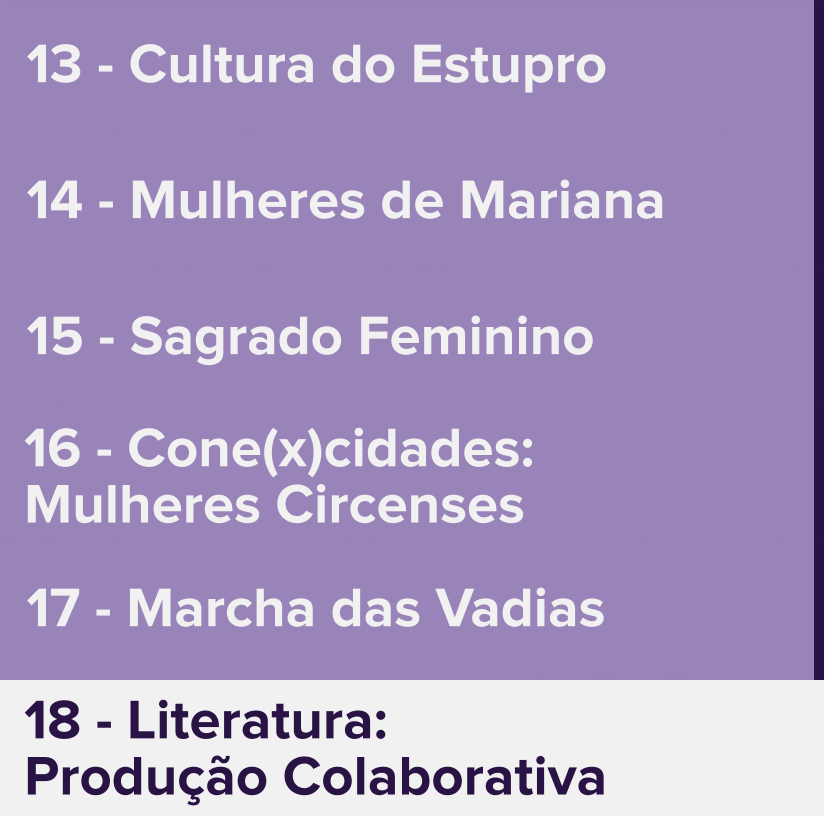 13 - Cultura do Estupro
14 - Mulheres de Mariana
15 - Sagrado Feminino
16 - Cone(x)cidades:
Mulheres Circenses
17 - Marcha das Vadias
18 - Literatura:
Produção Colaborativa